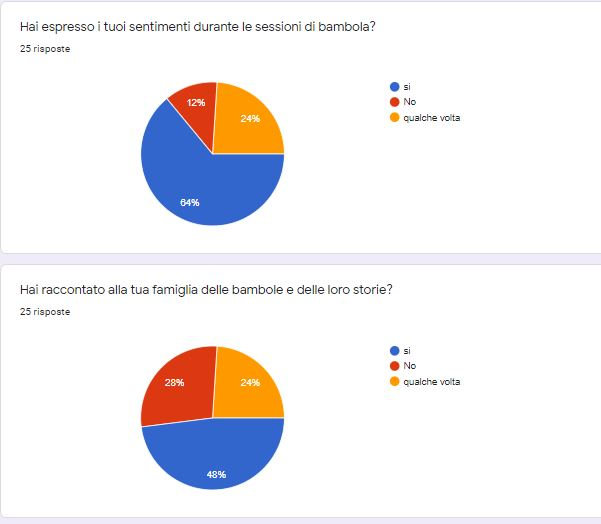 Hai espresso i tuoi sentimenti durante le sessioni di bambola?
25 risposte
si
No
qualche volta
12%
24%
64%
Hai raccontato alla tua famiglia delle bambole e delle loro storie?
25 risposte
si
No
qualche volta
28%
24%
48%